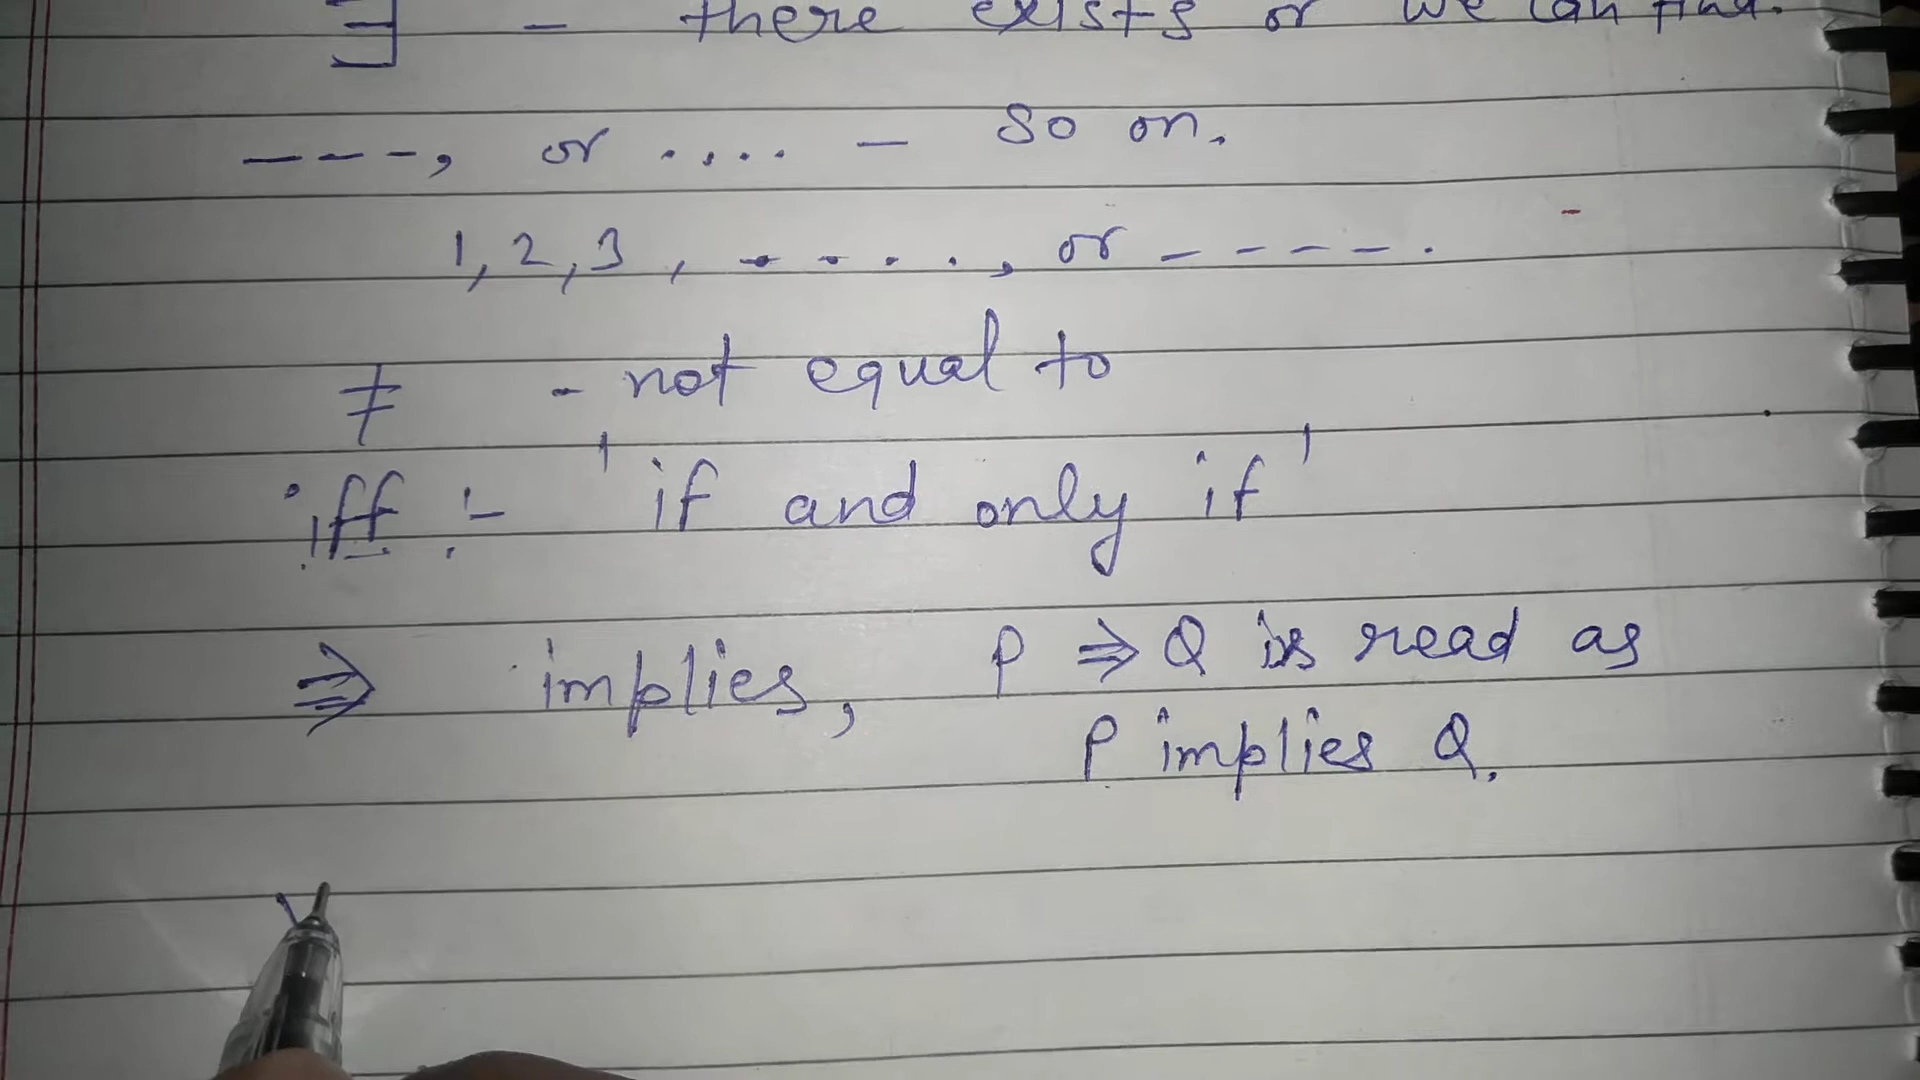 ∃ - there exists or we can find.
---, or .... - So on.
1, 2, 3, - - . . , or - - - - .
≠ - not equal to
iff :- 'if and only if'
⇒ implies, P ⇒ Q is read as
P implies Q.